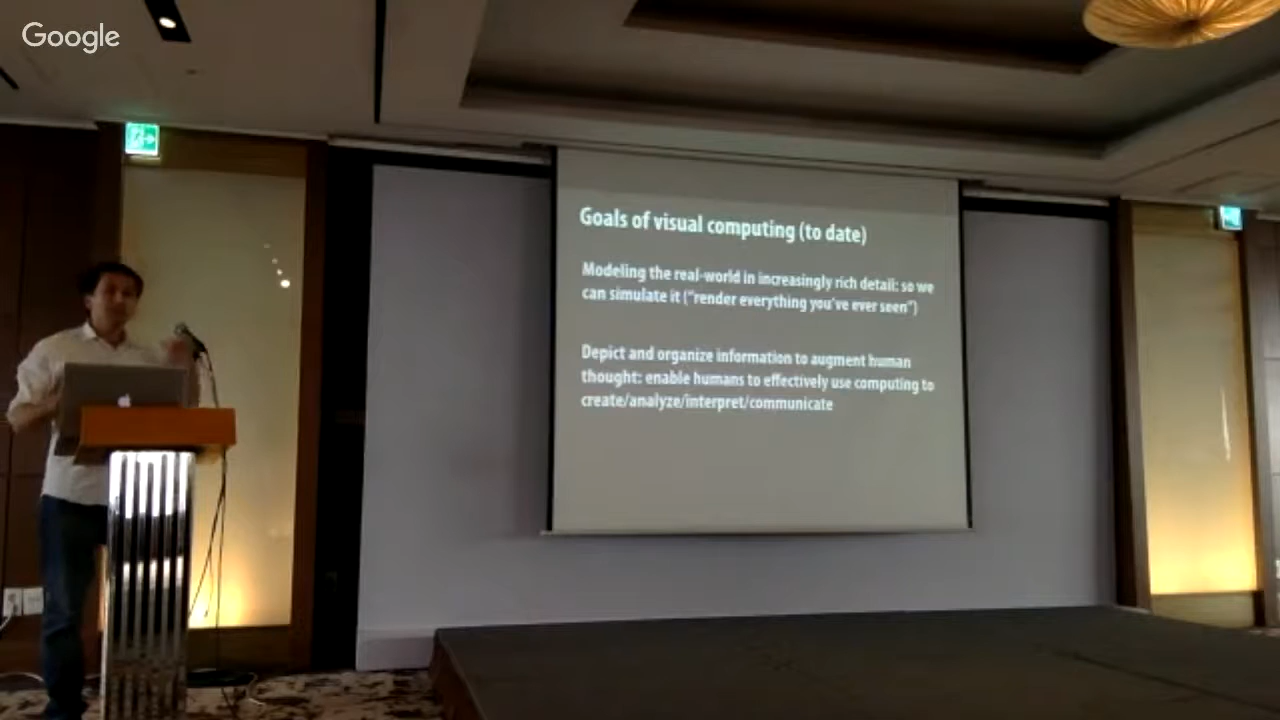 Google
Goals of visual computing (to date)
Modeling the real-world in increasingly rich detail: so we
can simulate it ("render everything you've ever seen")
Depict and organize information to augment human
thought: enable humans to effectively use computing to
create/analyze/interpret/communicate